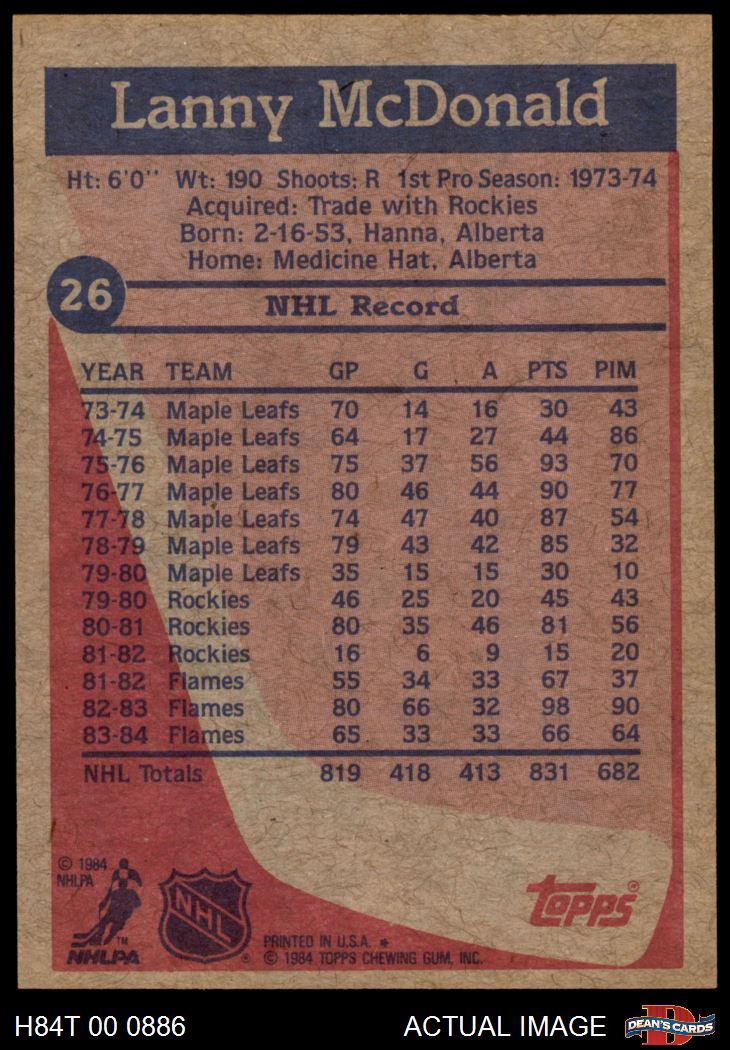 Lanny McDonald
Ht: 6'0" Wt: 190 Shoots: R 1st Pro Season: 1973-74
Acquired: Trade with Rockies
Born: 2-16-53, Hanna, Alberta
Home: Medicine Hat, Alberta
26
NHL Record
YEAR TEAM GP G A PTS PIM
73-74 Maple Leafs 70 14 16 30 43
74-75 Maple Leafs 64 17 27 44 86
75-76 Maple Leafs 75 37 56 93 70
76-77 Maple Leafs 80 46 44 90 77
77-78 Maple Leafs 74 47 40 87 54
78-79 Maple Leafs 79 43 42 85 32
79-80 Maple Leafs 35 15 15 30 10
79-80 Rockies 46 25 20 45 43
80-81 Rockies 80 35 46 81 56
81-82 Rockies 16 6 9 15 20
81-82 Flames 55 34 33 67 37
82-83 Flames 80 66 32 98 90
83-84 Flames 65 33 33 66 64
NHL Totals 819 418 413 831 682
© 1984
NHLPA
™
NHLPA
NHL ®
topps®
PRINTED IN U.S.A. *
© 1984 TOPPS CHEWING GUM, INC.
H84T 00 0886 ACTUAL IMAGE
D
DEAN'S CARDS